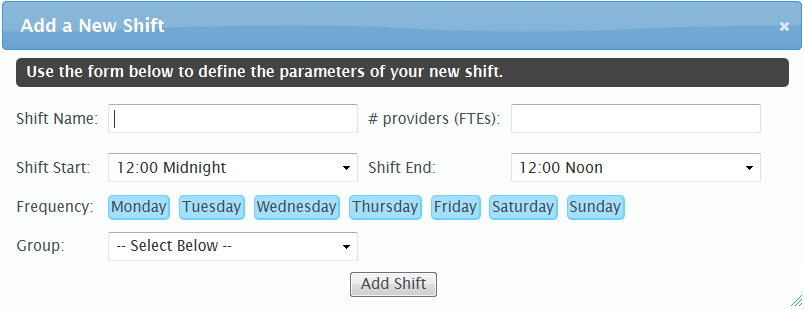 Add a New Shift
Use the form below to define the parameters of your new shift.
Shift Name: # providers (FTEs):
Shift Start: 12:00 Midnight Shift End: 12:00 Noon
Frequency: Monday Tuesday Wednesday Thursday Friday Saturday Sunday
Group: -- Select Below --
Add Shift